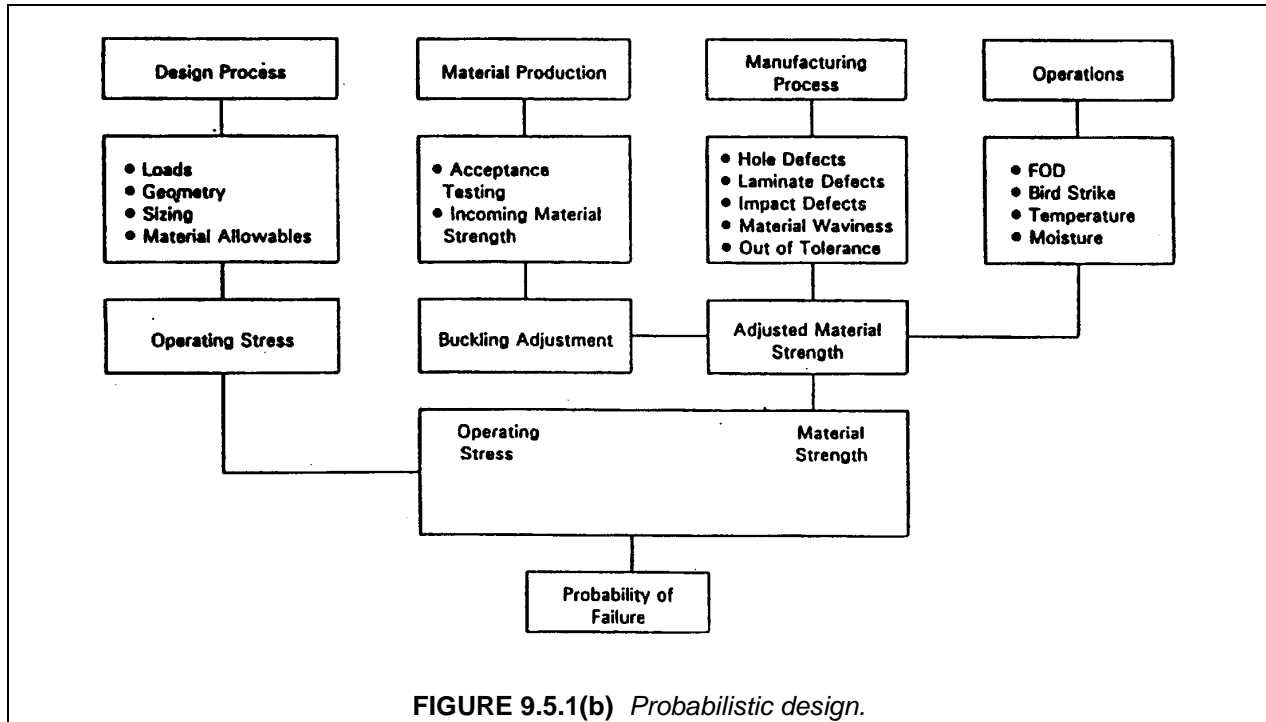 Design Process
Material Production
Manufacturing
Process
Operations
● Loads
● Geometry
● Sizing
● Material Allowables
● Acceptance
Testing
● Incoming Material
Strength
● Hole Defects
● Laminate Defects
● Impact Defects
● Material Waviness
● Out of Tolerance
● FOD
● Bird Strike
● Temperature
● Moisture
Operating Stress
Buckling Adjustment
Adjusted Material
Strength
Operating
Stress
Material
Strength
Probability of
Failure
FIGURE 9.5.1(b) Probabilistic design.